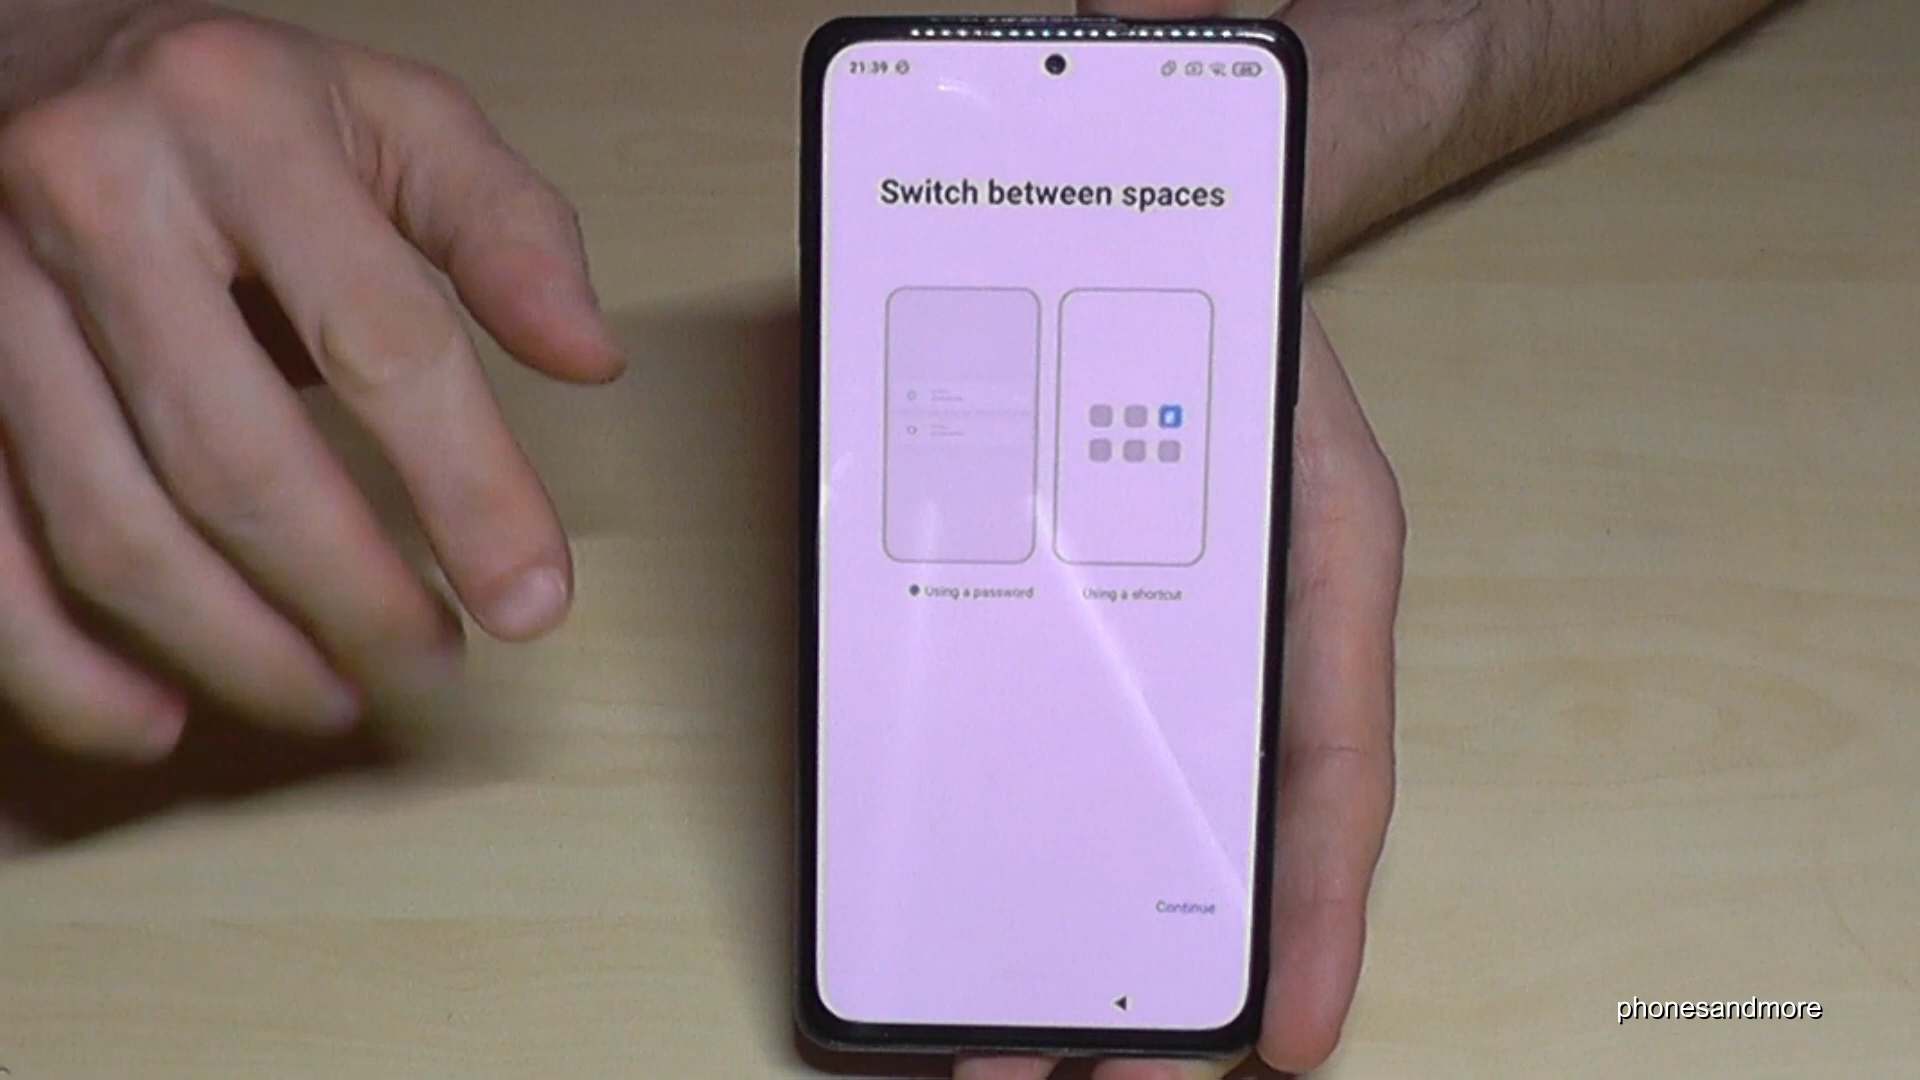 21:39
Switch between spaces
Using a password
Using a shortcut
Continue
phonesandmore